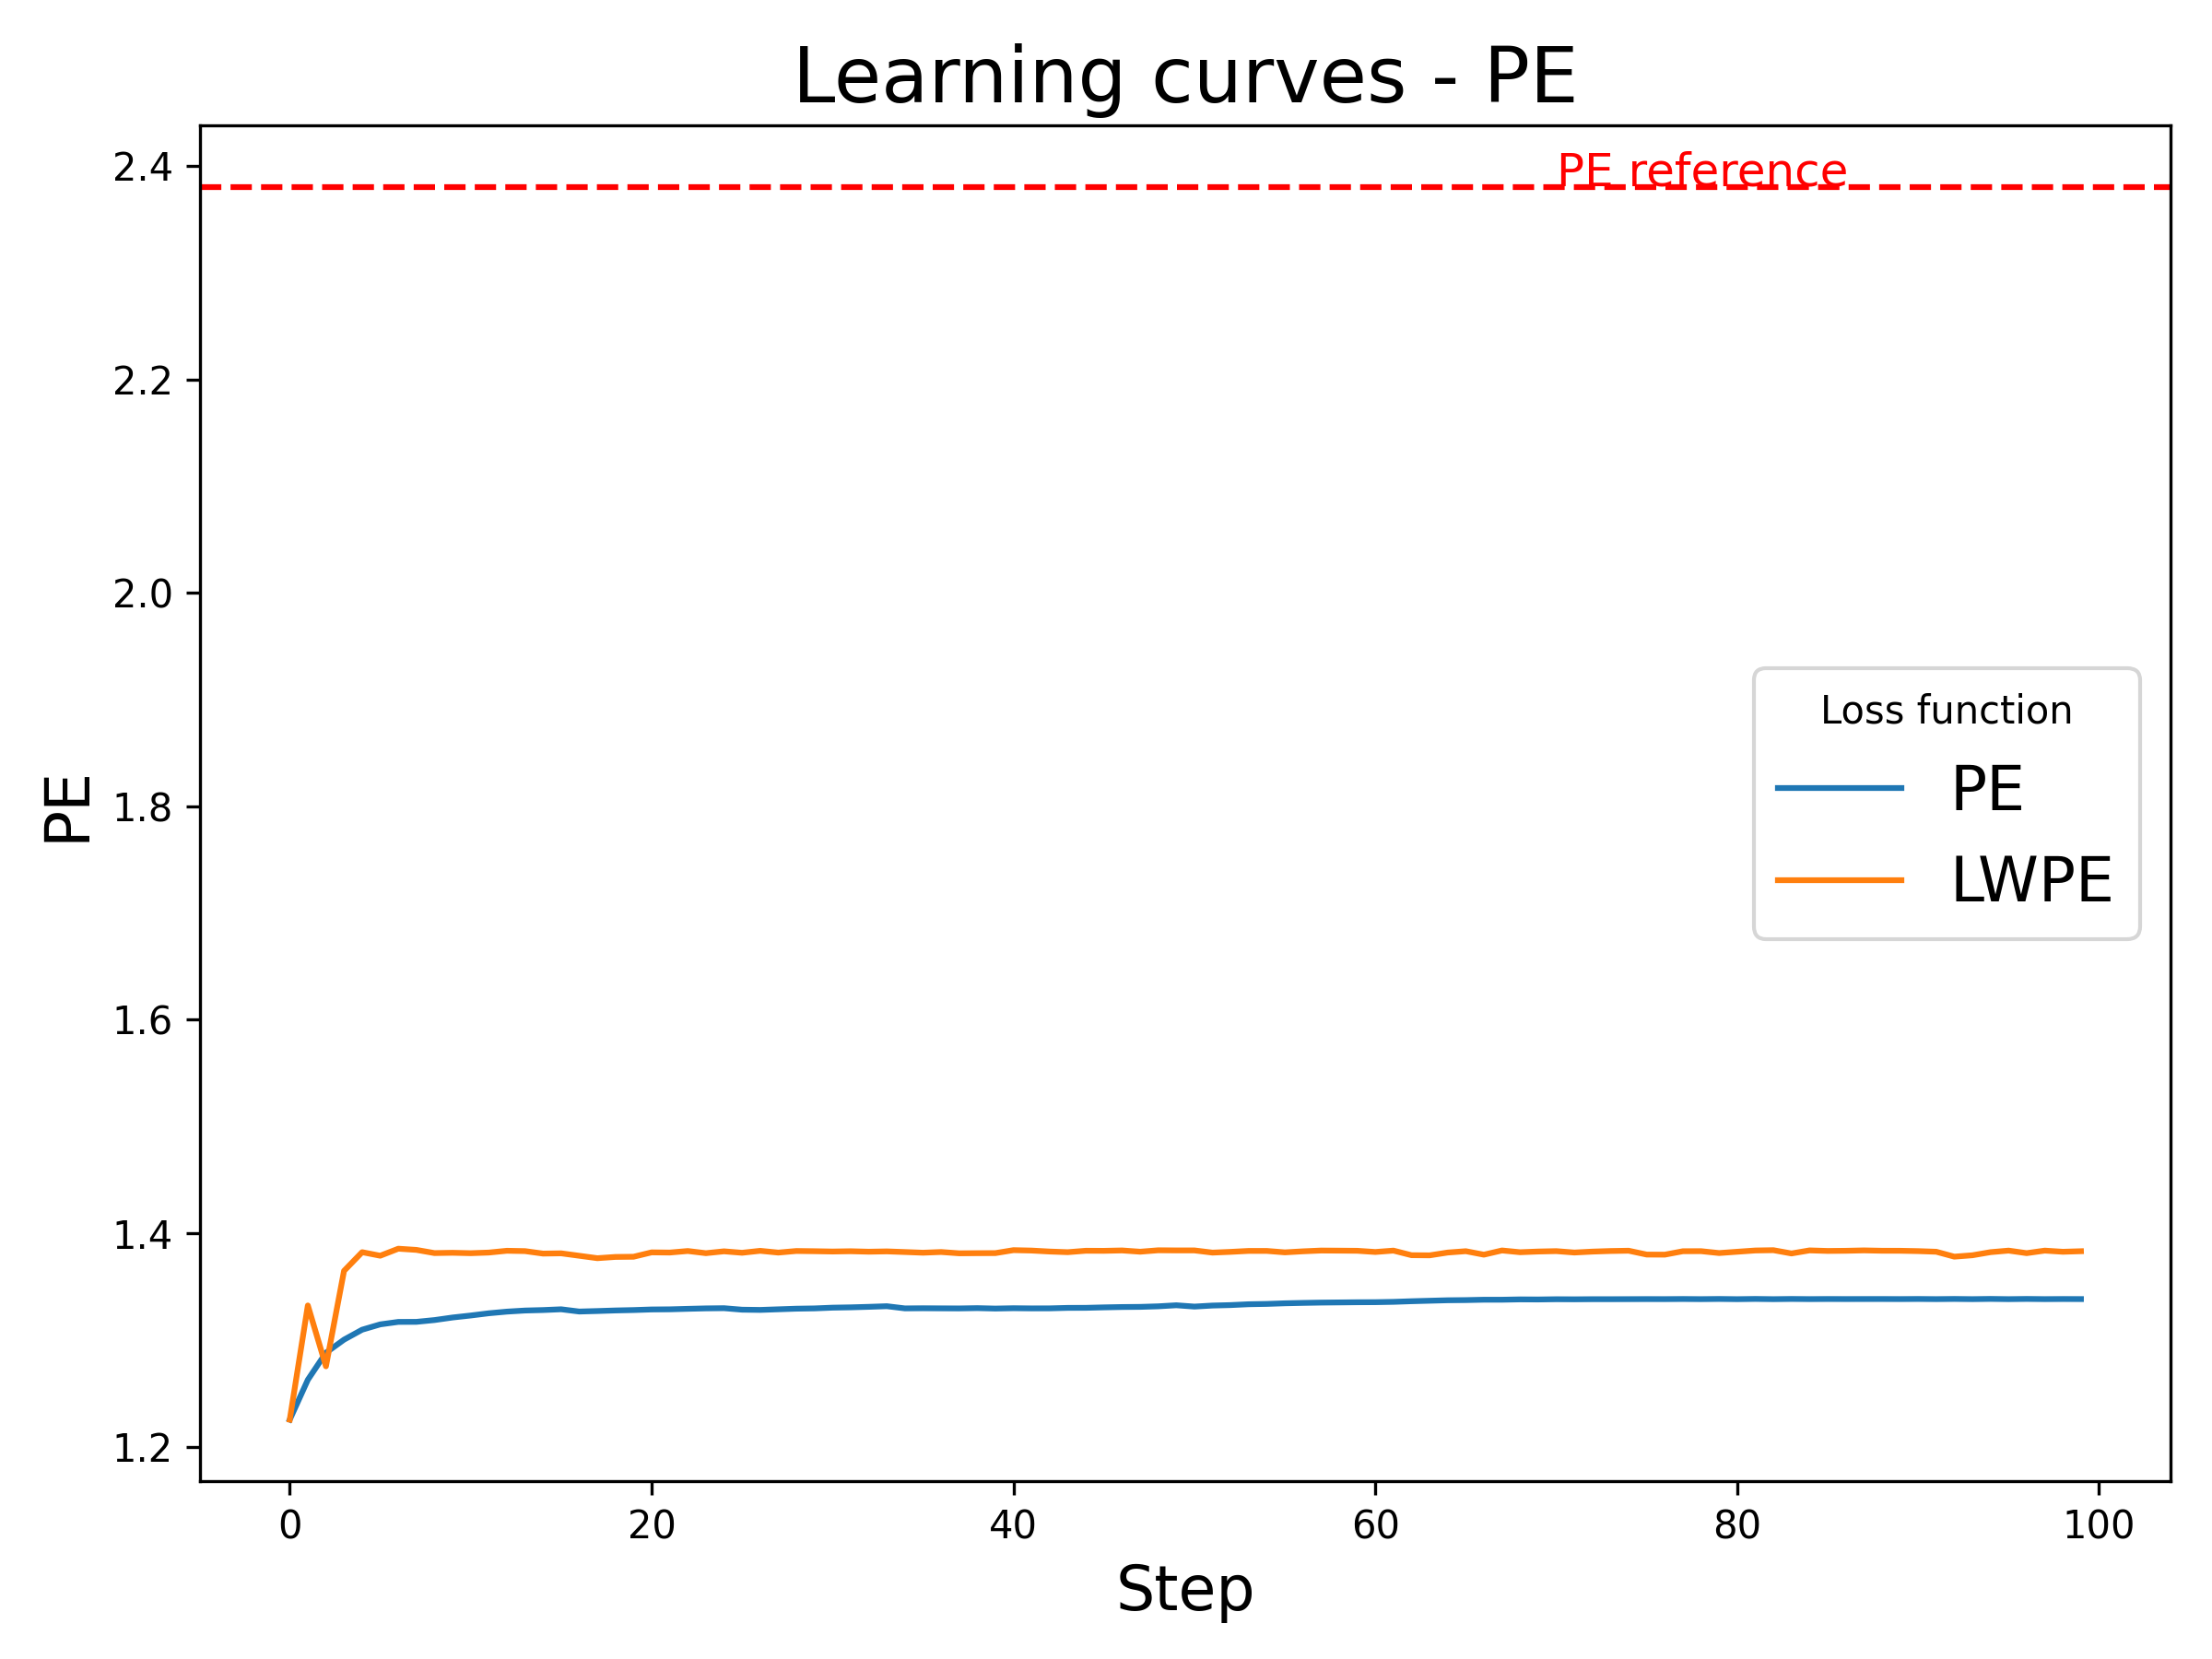 Learning curves - PE
PE reference
2.4
2.2
2.0
1.8
1.6
1.4
1.2
PE
Loss function
PE
LWPE
0 20 40 60 80 100
Step